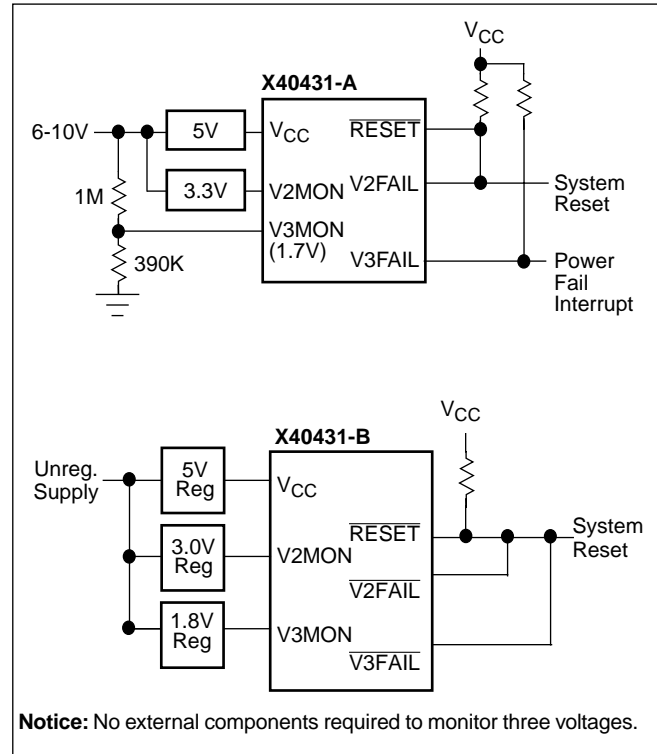 VCC
X40431-A
6-10V
5V
VCC
RESET
3.3V
V2MON
V2FAIL
System
Reset
1M
V3MON
(1.7V)
390K
V3FAIL
Power
Fail
Interrupt
VCC
X40431-B
Unreg.
Supply
5V
Reg
VCC
RESET
System
Reset
3.0V
Reg
V2MON
V2FAIL
1.8V
Reg
V3MON
V3FAIL
Notice: No external components required to monitor three voltages.